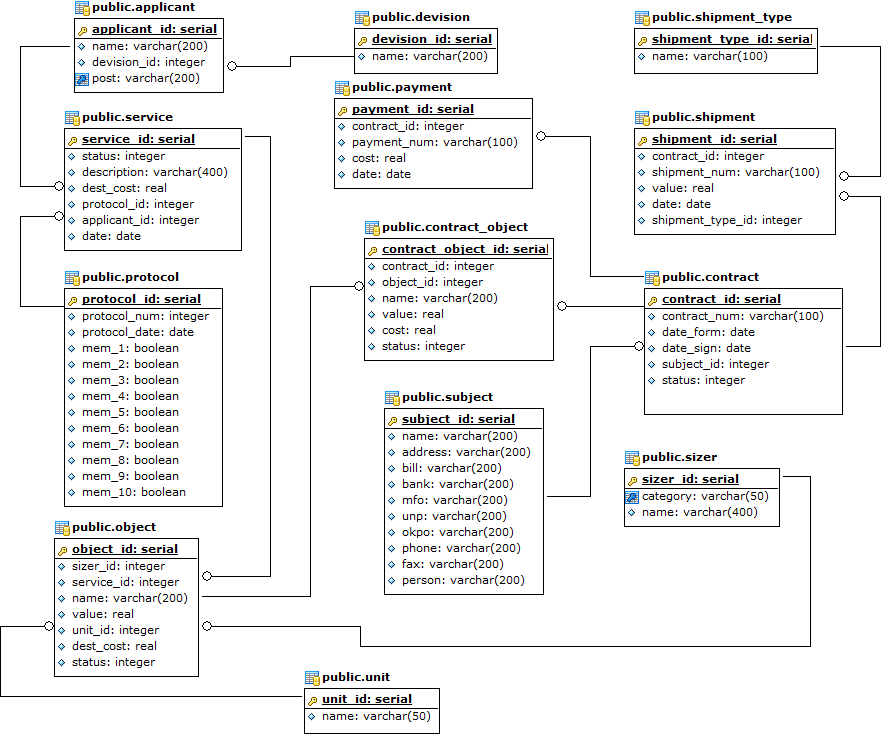 public.applicant
applicant_id: serial
name: varchar(200)
devision_id: integer
post: varchar(200)
public.devision
devision_id: serial
name: varchar(200)
public.shipment_type
shipment_type_id: serial
name: varchar(100)
public.payment
payment_id: serial
contract_id: integer
payment_num: varchar(100)
cost: real
date: date
public.service
service_id: serial
status: integer
description: varchar(400)
dest_cost: real
protocol_id: integer
applicant_id: integer
date: date
public.shipment
shipment_id: serial
contract_id: integer
shipment_num: varchar(100)
value: real
date: date
shipment_type_id: integer
public.contract_object
contract_object_id: serial
contract_id: integer
object_id: integer
name: varchar(200)
value: real
cost: real
status: integer
public.protocol
protocol_id: serial
protocol_num: integer
protocol_date: date
mem_1: boolean
mem_2: boolean
mem_3: boolean
mem_4: boolean
mem_5: boolean
mem_6: boolean
mem_7: boolean
mem_8: boolean
mem_9: boolean
mem_10: boolean
public.contract
contract_id: serial
contract_num: varchar(100)
date_form: date
date_sign: date
subject_id: integer
status: integer
public.subject
subject_id: serial
name: varchar(200)
address: varchar(200)
bill: varchar(200)
bank: varchar(200)
mfo: varchar(200)
unp: varchar(200)
okpo: varchar(200)
phone: varchar(200)
fax: varchar(200)
person: varchar(200)
public.sizer
sizer_id: serial
category: varchar(50)
name: varchar(400)
public.object
object_id: serial
sizer_id: integer
service_id: integer
name: varchar(200)
value: real
unit_id: integer
dest_cost: real
status: integer
public.unit
unit_id: serial
name: varchar(50)